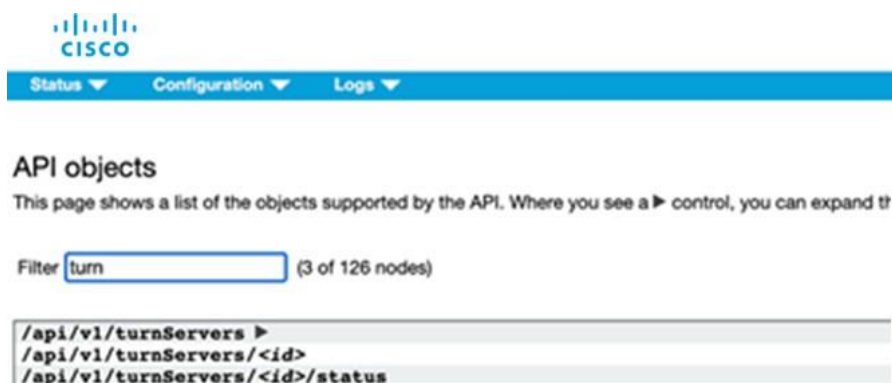 CISCO
Status Configuration Logs
API objects
This page shows a list of the objects supported by the API. Where you see a ▶ control, you can expand
Filter turn (3 of 126 nodes)
/api/v1/turnServers ▶
/api/v1/turnServers/<id>
/api/v1/turnServers/<id>/status